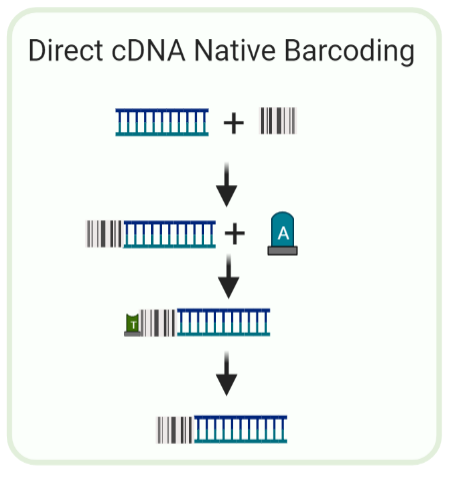 Direct cDNA Native Barcoding
+
+
A
T